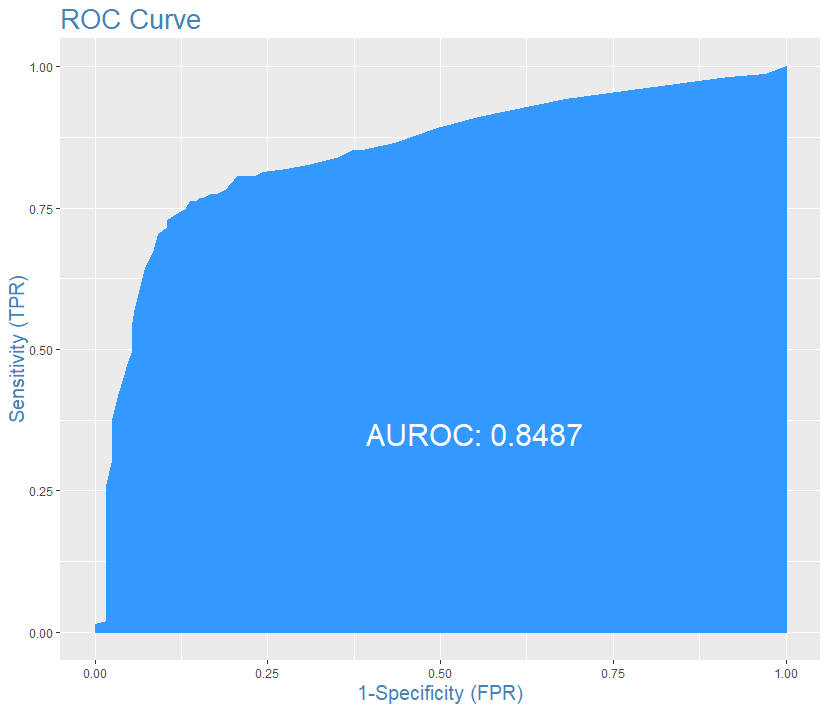 ROC Curve
1.00
0.75
0.50
0.25
0.00
Sensitivity (TPR)
AUROC: 0.8487
0.00
0.25
0.50
0.75
1.00
1-Specificity (FPR)